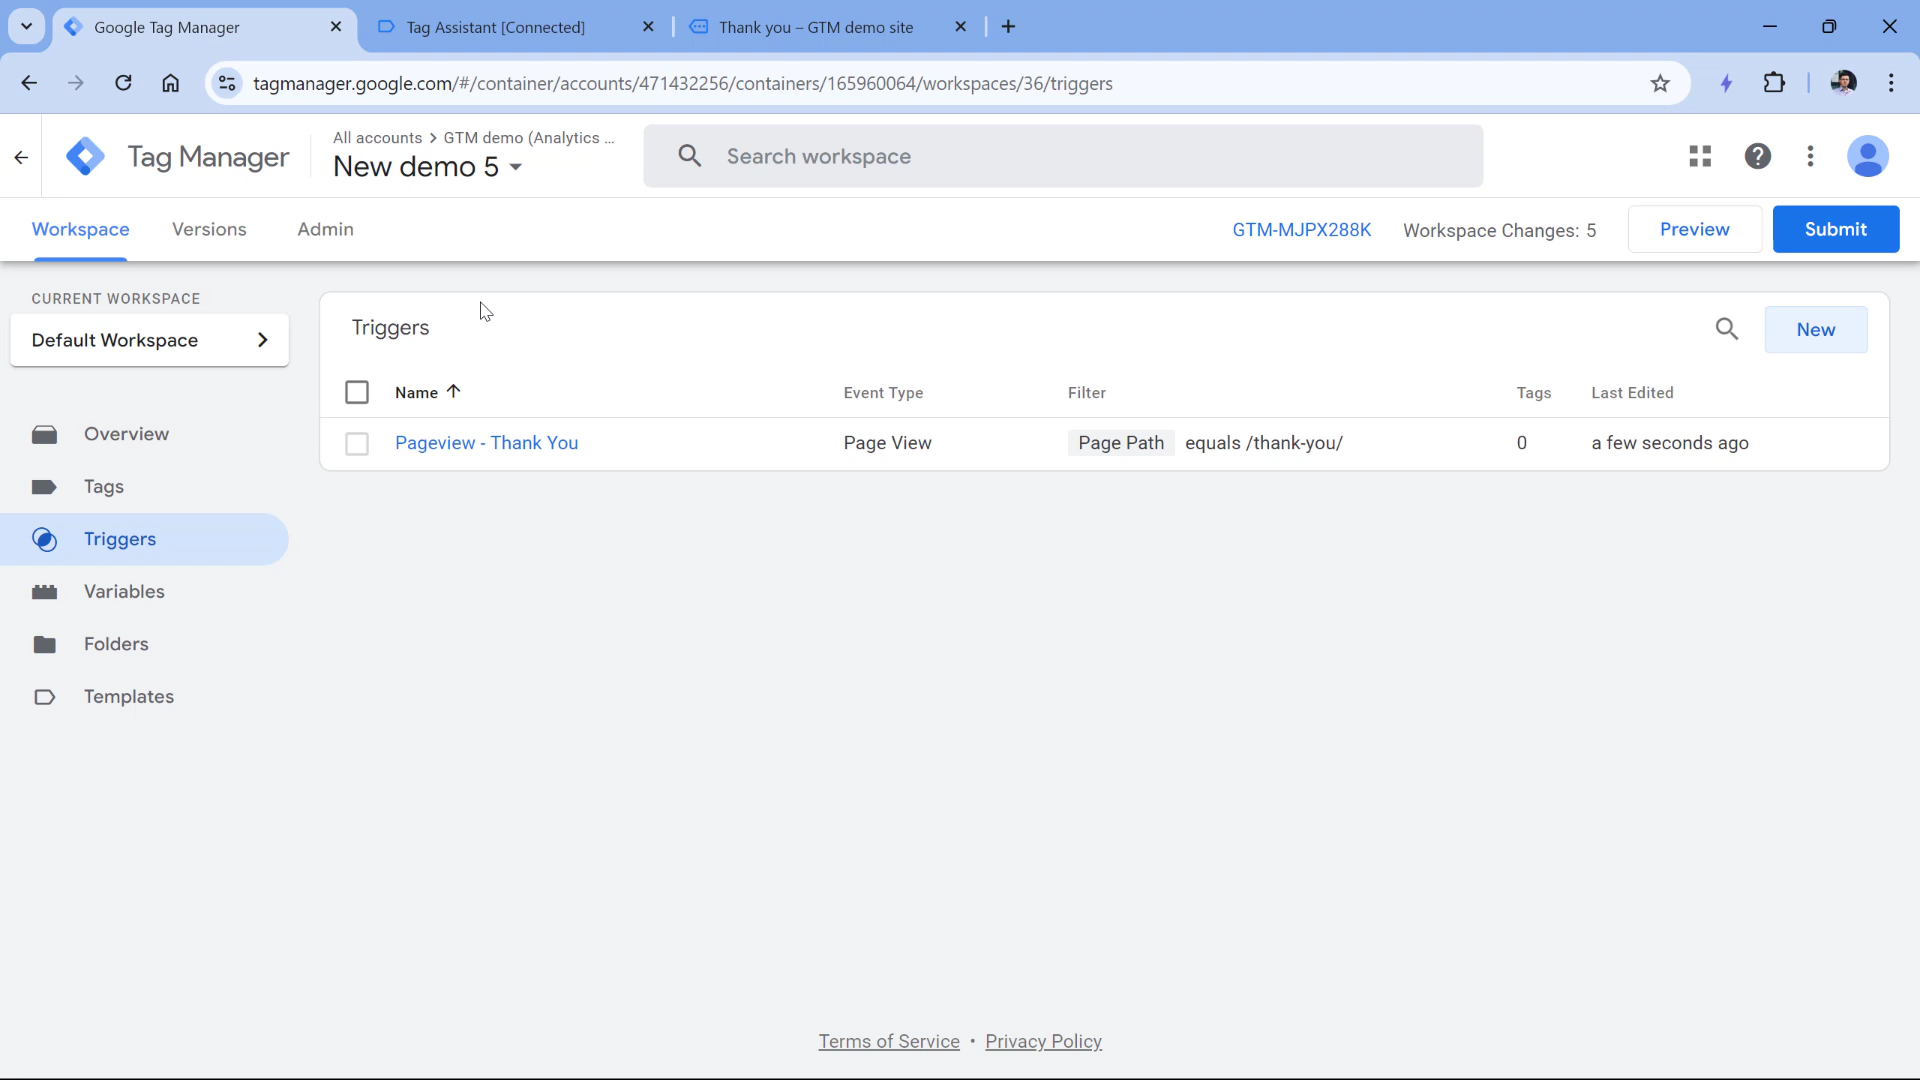 Google Tag Manager
Tag Assistant [Connected]
Thank you – GTM demo site
tagmanager.google.com/#/container/accounts/471432256/containers/165960064/workspaces/36/triggers
Tag Manager
All accounts > GTM demo (Analytics ...
New demo 5
Search workspace
Workspace
Versions
Admin
GTM-MJPX288K
Workspace Changes: 5
Preview
Submit
CURRENT WORKSPACE
Default Workspace
Overview
Tags
Triggers
Variables
Folders
Templates
Triggers
New
Name
Event Type
Filter
Tags
Last Edited
Pageview - Thank You
Page View
Page Path equals /thank-you/
0
a few seconds ago
Terms of Service • Privacy Policy